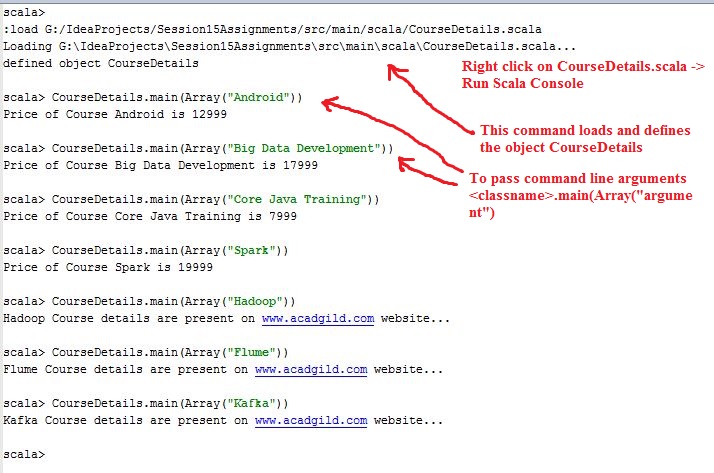 scala>
:load G:/IdeaProjects/Session15Assignments/src/main/scala/CourseDetails.scala
Loading G:\IdeaProjects\Session15Assignments\src\main\scala\CourseDetails.scala...
defined object CourseDetails
Right click on CourseDetails.scala ->
Run Scala Console
scala> CourseDetails.main(Array("Android"))
Price of Course Android is 12999
This command loads and defines
the object CourseDetails
scala> CourseDetails.main(Array("Big Data Development"))
Price of Course Big Data Development is 17999
To pass command line arguments
<classname>.main(Array("argume
nt")
scala> CourseDetails.main(Array("Core Java Training"))
Price of Course Core Java Training is 7999
scala> CourseDetails.main(Array("Spark"))
Price of Course Spark is 19999
scala> CourseDetails.main(Array("Hadoop"))
Hadoop Course details are present on www.acadgild.com website...
scala> CourseDetails.main(Array("Flume"))
Flume Course details are present on www.acadgild.com website...
scala> CourseDetails.main(Array("Kafka"))
Kafka Course details are present on www.acadgild.com website...
scala>